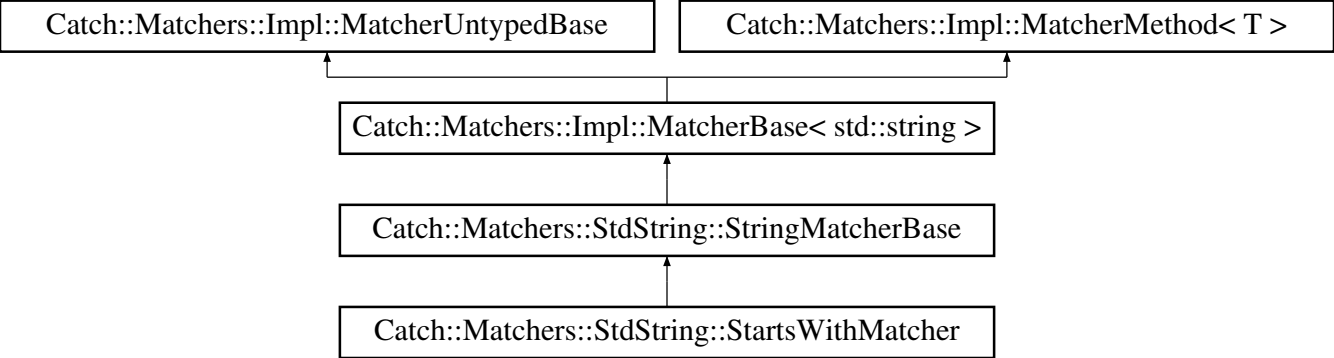 Catch::Matchers::Impl::MatcherUntypedBase
Catch::Matchers::Impl::MatcherMethod< T >
Catch::Matchers::Impl::MatcherBase< std::string >
Catch::Matchers::StdString::StringMatcherBase
Catch::Matchers::StdString::StartsWithMatcher